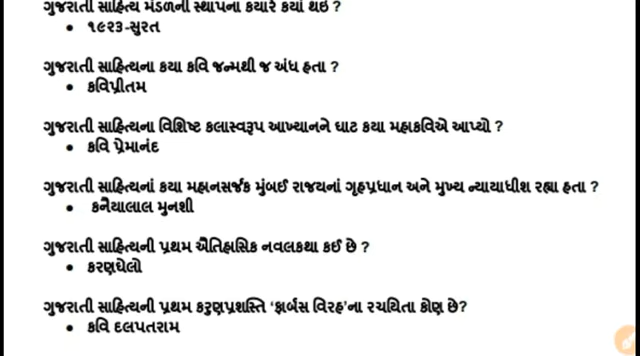 ગુજરાતી સાહિત્ય મંડળની સ્થાપના કયારે કયાં થઇ ?
• ૧૯૨૩-સુરત
ગુજરાતી સાહિત્યના કયા કવિ જન્મથી જ અંધ હતા ?
• કવિપ્રીતમ
ગુજરાતી સાહિત્યના વિશિષ્ટ કલાસ્વરૂપ આખ્યાનને ઘાટ કયા મહાકવિએ આપ્યો ?
• કવિ પ્રેમાનંદ
ગુજરાતી સાહિત્યનાં કયા મહાનસર્જક મુંબઈ રાજયનાં ગૃહપ્રધાન અને મુખ્ય ન્યાયાધીશ રહ્યા હતા ?
• કનૈયાલાલ મુનશી
ગુજરાતી સાહિત્યની પ્રથમ ઐતિહાસિક નવલકથા કઈ છે ?
• કરણઘેલો
ગુજરાતી સાહિત્યની પ્રથમ કરુણપ્રશસ્તિ ‘ફાર્બસ વિરહ’ના રચયિતા કોણ છે?
• કવિ દલપતરામ